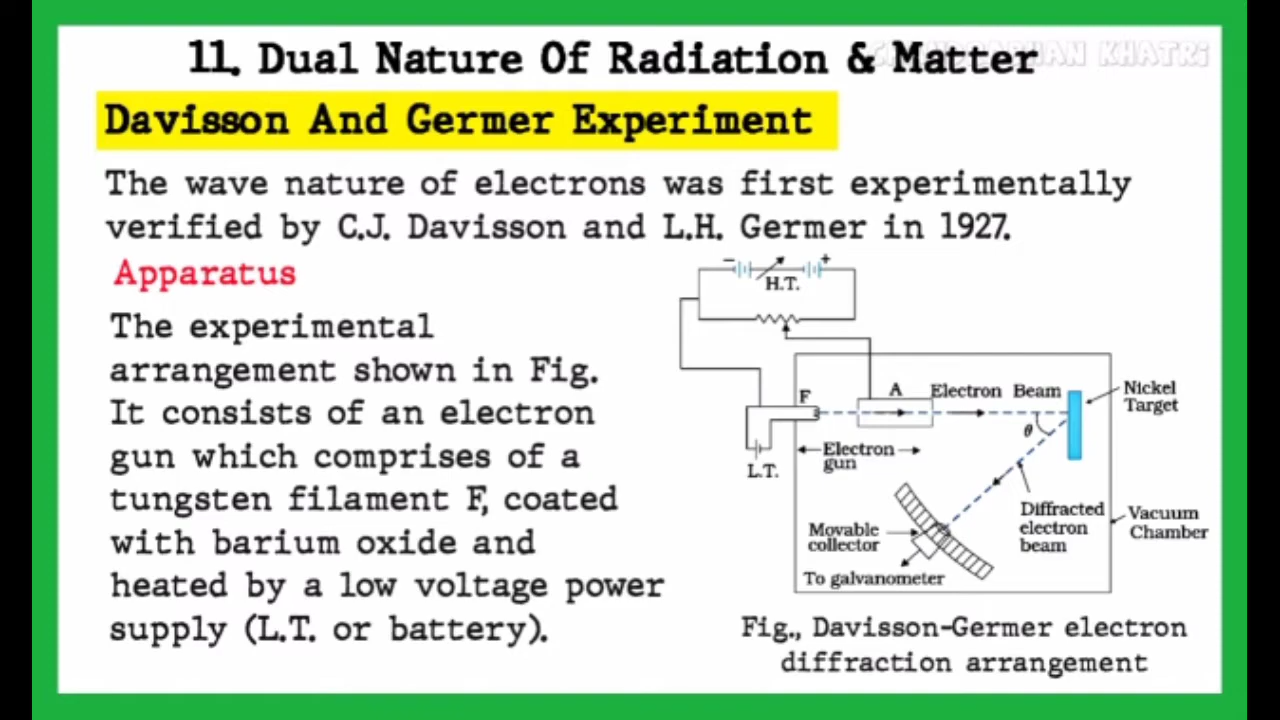 11. Dual Nature Of Radiation & Matter
KHATRI
Davisson And Germer Experiment
The wave nature of electrons was first experimentally
verified by C.J. Davisson and L.H. Germer in 1927.
Apparatus
The experimental
arrangement shown in Fig.
It consists of an electron
gun which comprises of a
tungsten filament F, coated
with barium oxide and
heated by a low voltage power
supply (L.T. or battery).
− +
H.T.
F
A
Electron Beam
Nickel
Target
θ
Electron
gun
L.T.
Diffracted
electron
beam
Vacuum
Chamber
Movable
collector
To galvanometer
Fig., Davisson-Germer electron
diffraction arrangement